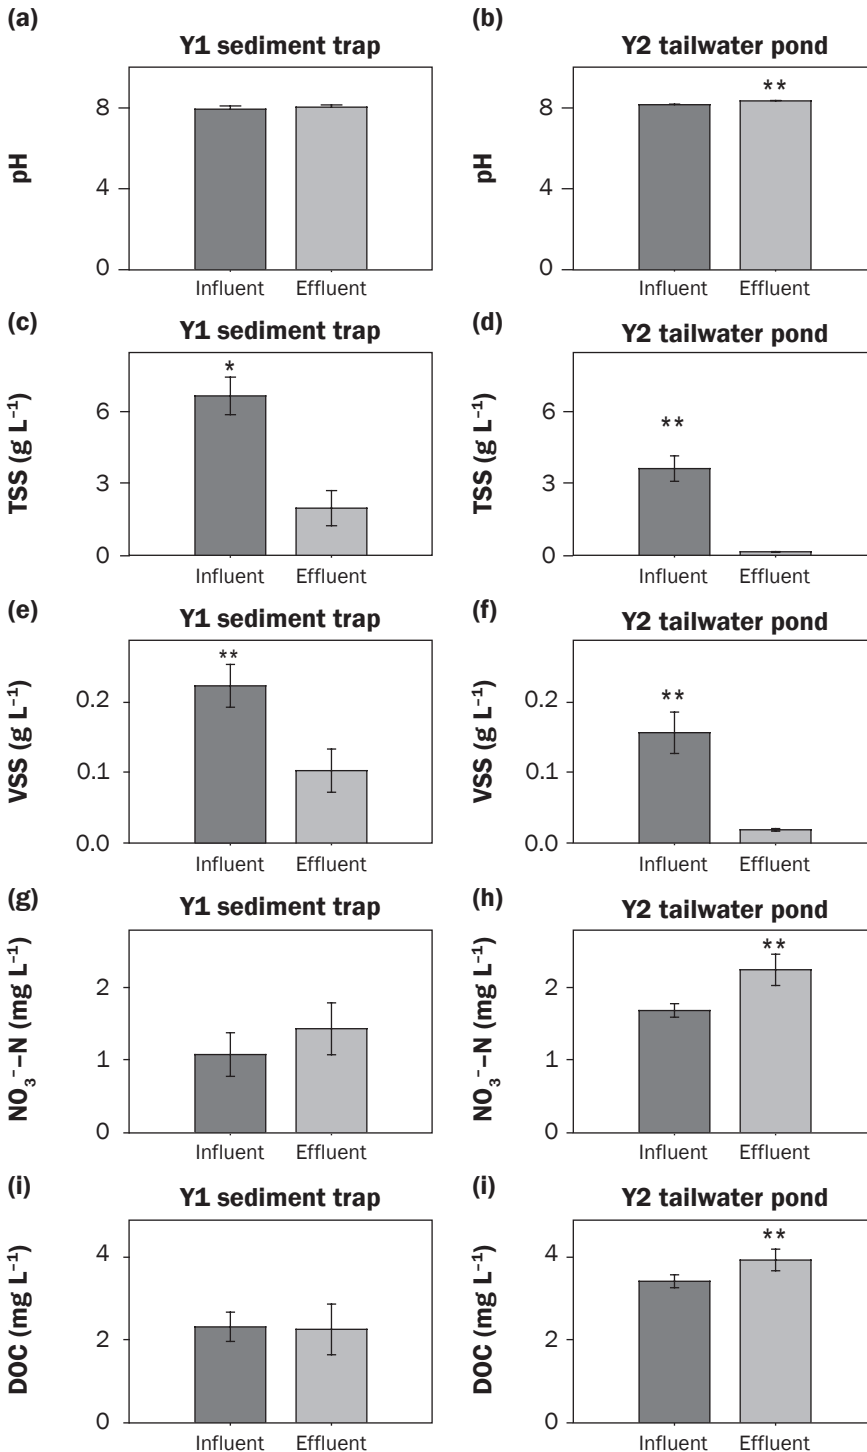 (a)
Y1 sediment trap
pH
8
4
0
Influent Effluent
(b)
Y2 tailwater pond
pH
8
4
0
**
Influent Effluent
(c)
Y1 sediment trap
TSS (g L⁻¹)
6
3
0
*
Influent Effluent
(d)
Y2 tailwater pond
TSS (g L⁻¹)
6
3
0
**
Influent Effluent
(e)
Y1 sediment trap
VSS (g L⁻¹)
0.2
0.1
0.0
**
Influent Effluent
(f)
Y2 tailwater pond
VSS (g L⁻¹)
0.2
0.1
0.0
**
Influent Effluent
(g)
Y1 sediment trap
NO₃⁻–N (mg L⁻¹)
2
1
0
Influent Effluent
(h)
Y2 tailwater pond
NO₃⁻–N (mg L⁻¹)
2
1
0
**
Influent Effluent
(i)
Y1 sediment trap
DOC (mg L⁻¹)
4
2
0
Influent Effluent
(i)
Y2 tailwater pond
DOC (mg L⁻¹)
4
2
0
**
Influent Effluent